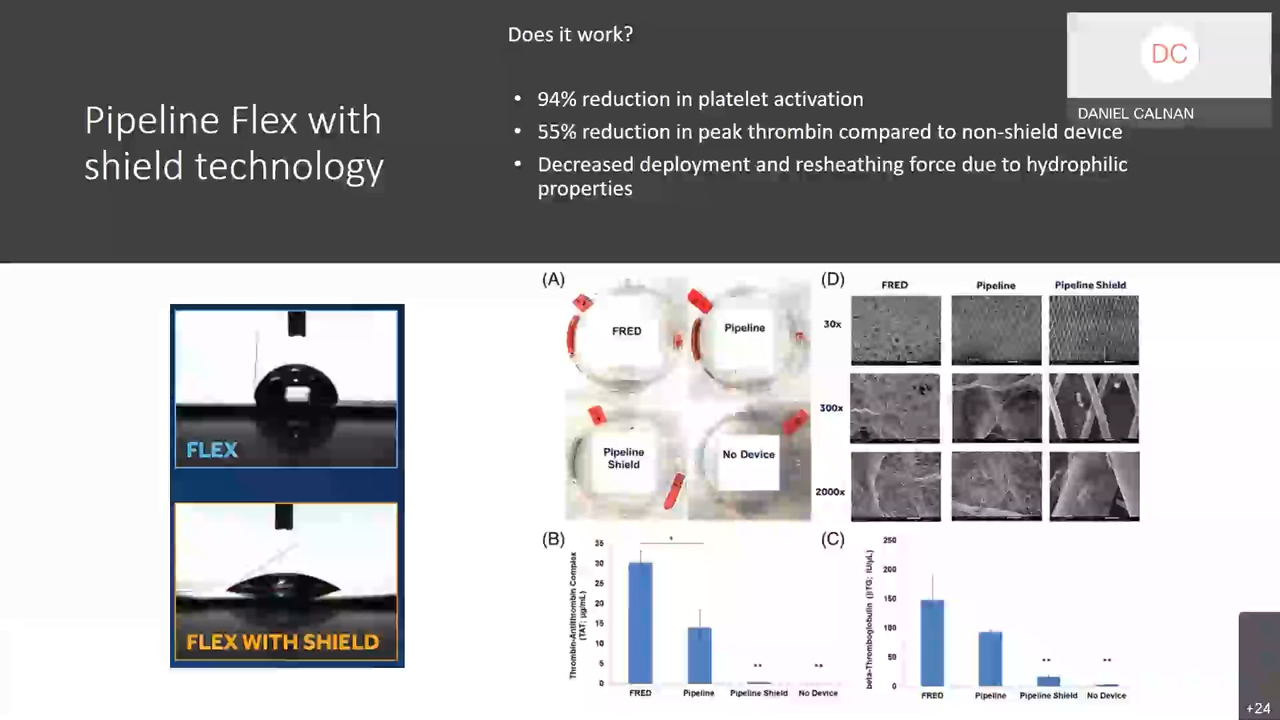 Pipeline Flex with
shield technology
Does it work?
• 94% reduction in platelet activation
• 55% reduction in peak thrombin compared to non-shield device
• Decreased deployment and resheathing force due to hydrophilic
properties
DC
DANIEL CALNAN
FLEX
FLEX WITH SHIELD
(A)
FRED
Pipeline
Pipeline
Shield
No Device
(D)
FRED Pipeline Pipeline Shield
30x
300x
2000x
(B)
Thrombin-Antithrombin Complex
(TAT; µg/mL)
35
30
25
20
15
10
5
0
*
**
**
FRED Pipeline Pipeline Shield No Device
(C)
beta-Thromboglobulin (βTG; IU/µL)
250
200
150
100
50
0
**
**
FRED Pipeline Pipeline Shield No Device
+24